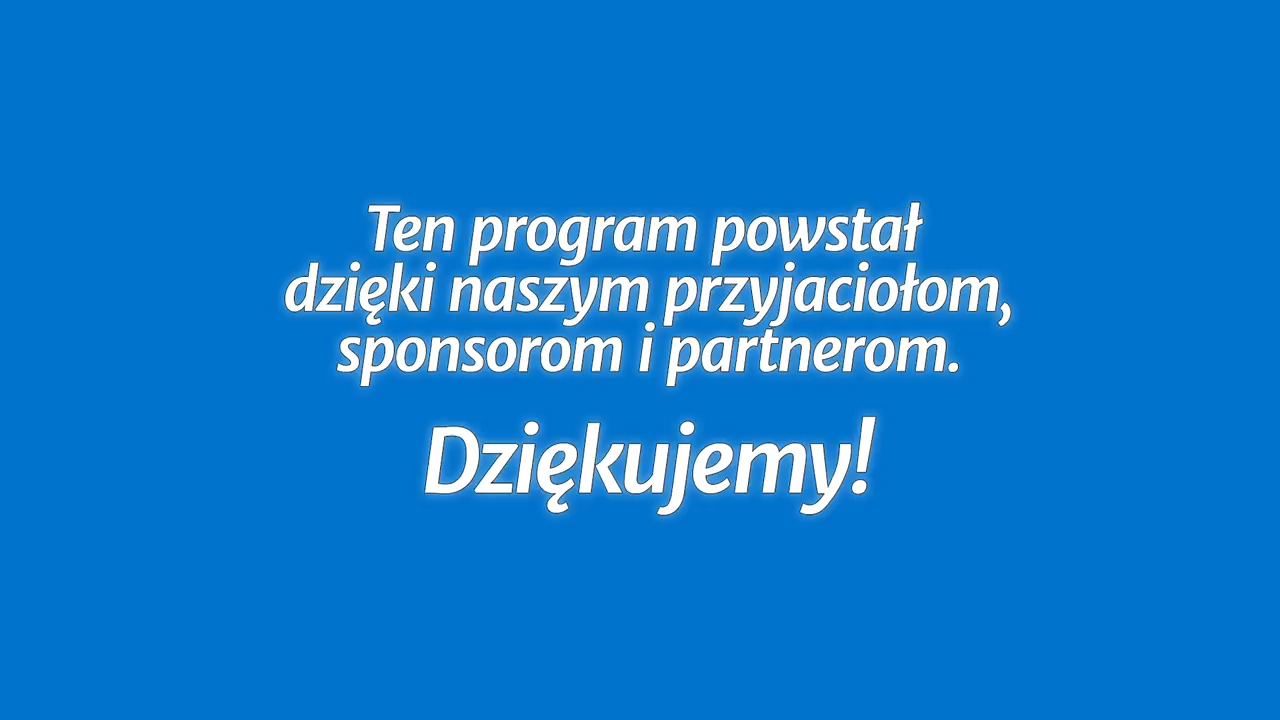 Ten program powstał
dzięki naszym przyjaciołom,
sponsorom i partnerom.
Dziękujemy!